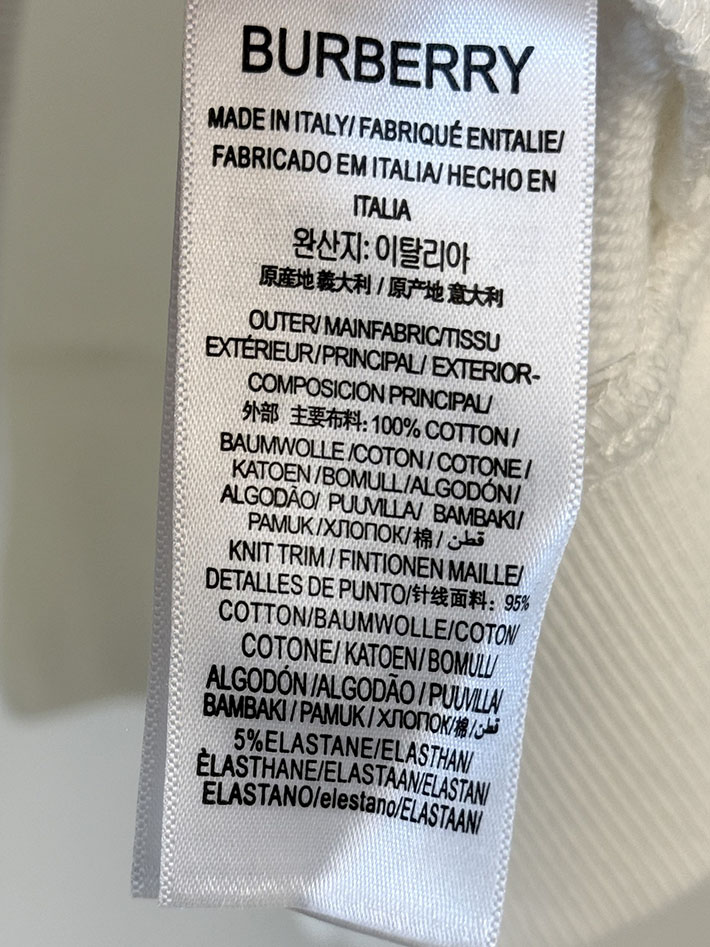 BURBERRY
MADE IN ITALY/ FABRIQUÉ ENITALIE/
FABRICADO EM ITALIA/ HECHO EN
ITALIA
완산지: 이탈리아
原産地 義大利 / 原产地 意大利
OUTER/ MAINFABRIC/TISSU
EXTÉRIEUR/PRINCIPAL/ EXTERIOR-
COMPOSICIÓN PRINCIPAL/
外部 主要布料: 100% COTTON /
BAUMWOLLE /COTON / COTONE /
KATOEN /BOMULL /ALGODÓN /
ALGODÃO/ PUUVILLA/ BAMBAKI/
PAMUK /ХЛОПОК/ 棉 / قطن
KNIT TRIM / FINTIONEN MAILLE/
DETALLES DE PUNTO/针线面料: 95%
COTTON/BAUMWOLLE/COTON/
COTONE/ KATOEN/ BOMULL/
ALGODÓN /ALGODÃO / PUUVILLA/
BAMBAKI / PAMUK / ХЛОПОК/棉/ قطن
5%ELASTANE/ELASTHAN/
ÈLASTHANE/ELASTAAN/ELASTAN/
ELASTANO/elestano/ELASTAANI/